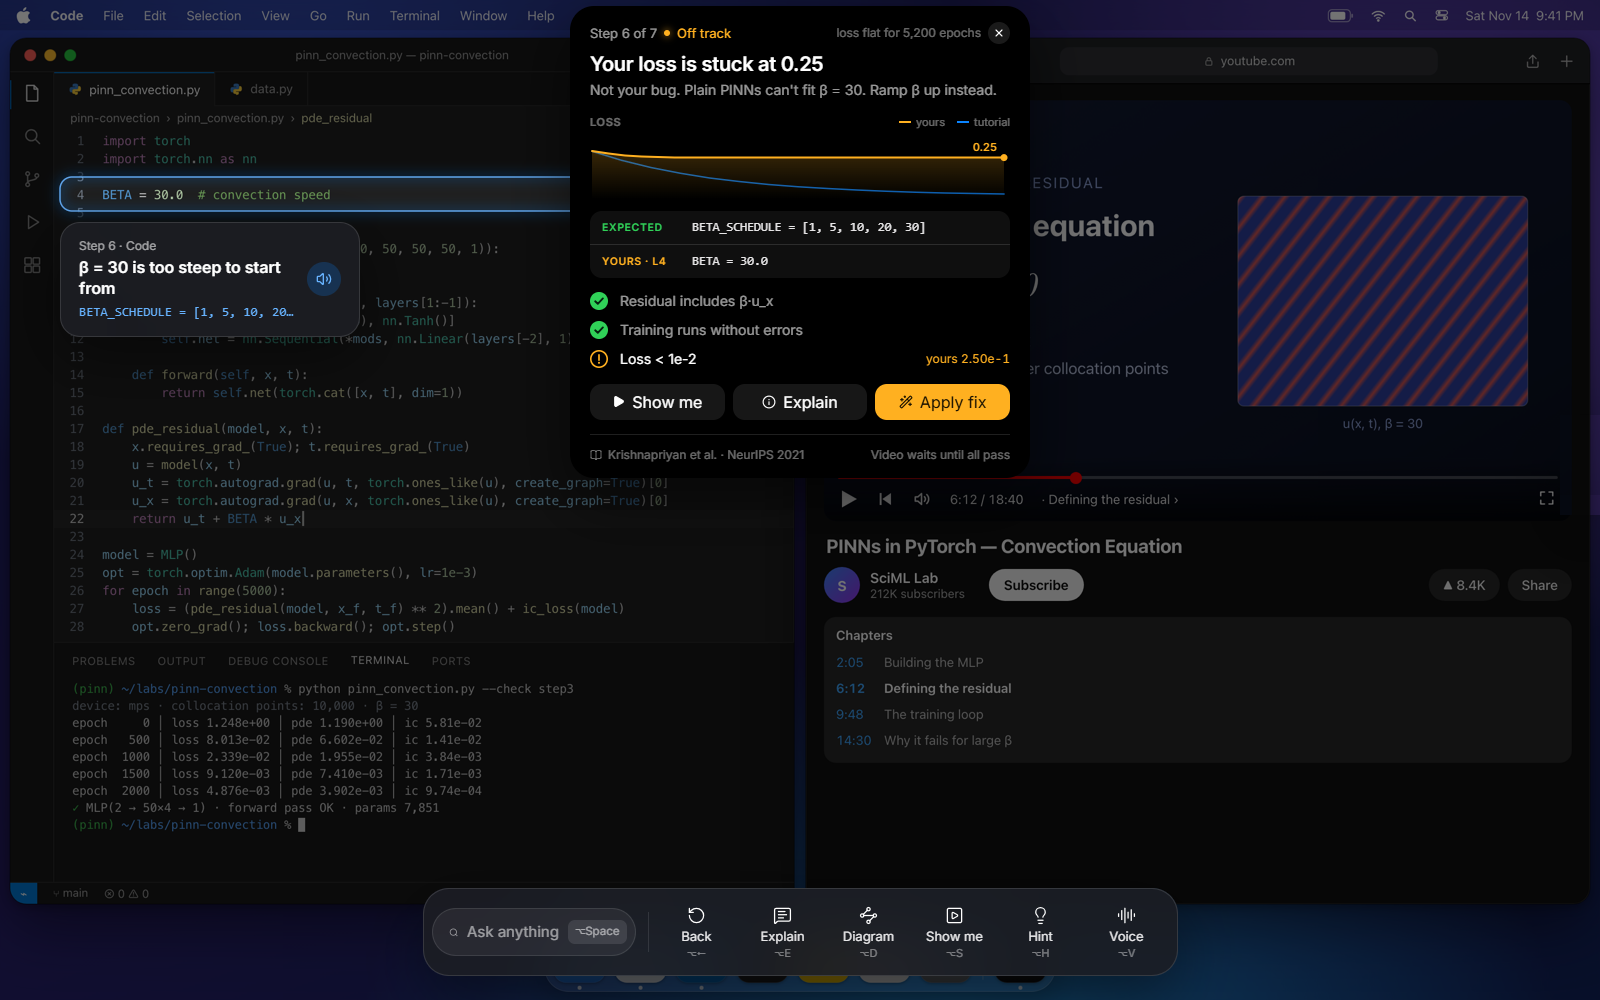 Code File Edit Selection View Go Run Terminal Window Help
Sat Nov 14 9:41 PM
pinn_convection.py — pinn-convection
pinn_convection.py
data.py
pinn-convection › pinn_convection.py › pde_residual
1 import torch
2 import torch.nn as nn
3
4 BETA = 30.0 # convection speed
5
Step 6 · Code
β = 30 is too steep to start
from
BETA_SCHEDULE = [1, 5, 10, 20…
0, 50, 50, 50, 1)):
layers[1:-1]):
), nn.Tanh()]
12 self.net = nn.Sequential(*mods, nn.Linear(layers[-2], 1
13
14 def forward(self, x, t):
15 return self.net(torch.cat([x, t], dim=1))
16
17 def pde_residual(model, x, t):
18 x.requires_grad_(True); t.requires_grad_(True)
19 u = model(x, t)
20 u_t = torch.autograd.grad(u, t, torch.ones_like(u), create_graph=True)[0]
21 u_x = torch.autograd.grad(u, x, torch.ones_like(u), create_graph=True)[0]
22 return u_t + BETA * u_x
23
24 model = MLP()
25 opt = torch.optim.Adam(model.parameters(), lr=1e-3)
26 for epoch in range(5000):
27 loss = (pde_residual(model, x_f, t_f) ** 2).mean() + ic_loss(model)
28 opt.zero_grad(); loss.backward(); opt.step()
PROBLEMS OUTPUT DEBUG CONSOLE TERMINAL PORTS
(pinn) ~/labs/pinn-convection % python pinn_convection.py --check step3
device: mps · collocation points: 10,000 · β = 30
epoch 0 │ loss 1.248e+00 │ pde 1.190e+00 │ ic 5.81e-02
epoch 500 │ loss 8.013e-02 │ pde 6.602e-02 │ ic 1.41e-02
epoch 1000 │ loss 2.339e-02 │ pde 1.955e-02 │ ic 3.84e-03
epoch 1500 │ loss 9.120e-03 │ pde 7.410e-03 │ ic 1.71e-03
epoch 2000 │ loss 4.876e-03 │ pde 3.902e-03 │ ic 9.74e-04
✓ MLP(2 → 50×4 → 1) · forward pass OK · params 7,851
(pinn) ~/labs/pinn-convection %
main 0 0
Step 6 of 7 Off track
loss flat for 5,200 epochs
Your loss is stuck at 0.25
Not your bug. Plain PINNs can't fit β = 30. Ramp β up instead.
LOSS yours tutorial
0.25
EXPECTED BETA_SCHEDULE = [1, 5, 10, 20, 30]
YOURS · L4 BETA = 30.0
Residual includes β·u_x
Training runs without errors
Loss < 1e-2 yours 2.50e-1
Show me Explain Apply fix
Krishnapriyan et al. · NeurIPS 2021 Video waits until all pass
youtube.com
ESIDUAL
equation
)
er collocation points
u(x, t), β = 30
6:12 / 18:40 · Defining the residual ›
PINNs in PyTorch — Convection Equation
S
SciML Lab
212K subscribers
Subscribe
8.4K
Share
Chapters
2:05 Building the MLP
6:12 Defining the residual
9:48 The training loop
14:30 Why it fails for large β
Ask anything ⌥Space
Back Explain Diagram Show me Hint Voice
⌥← ⌥E ⌥D ⌥S ⌥H ⌥V